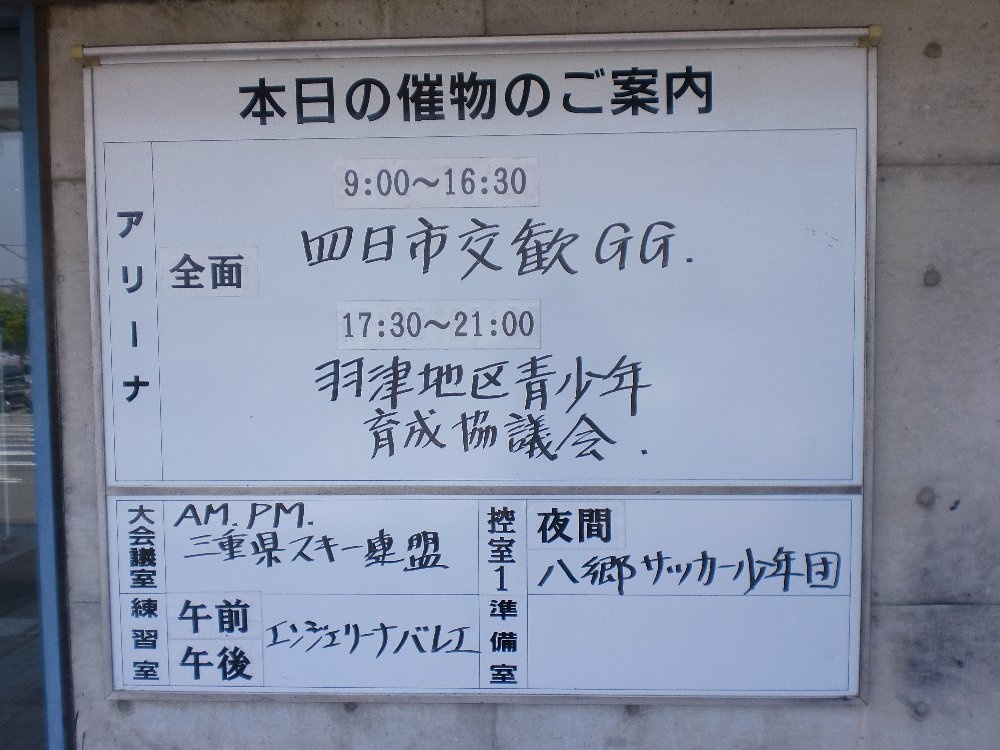 本日の催物のご案内
アリーナ
全面
9:00～16:30
四日市交歓GG.
17:30～21:00
羽津地区青少年
育成協議会.
大会議室
AM.PM.
三重県スキー連盟
控室1
夜間
八郷サッカー少年団
練習室
午前
午後
エンジェリーナバレエ
準備室